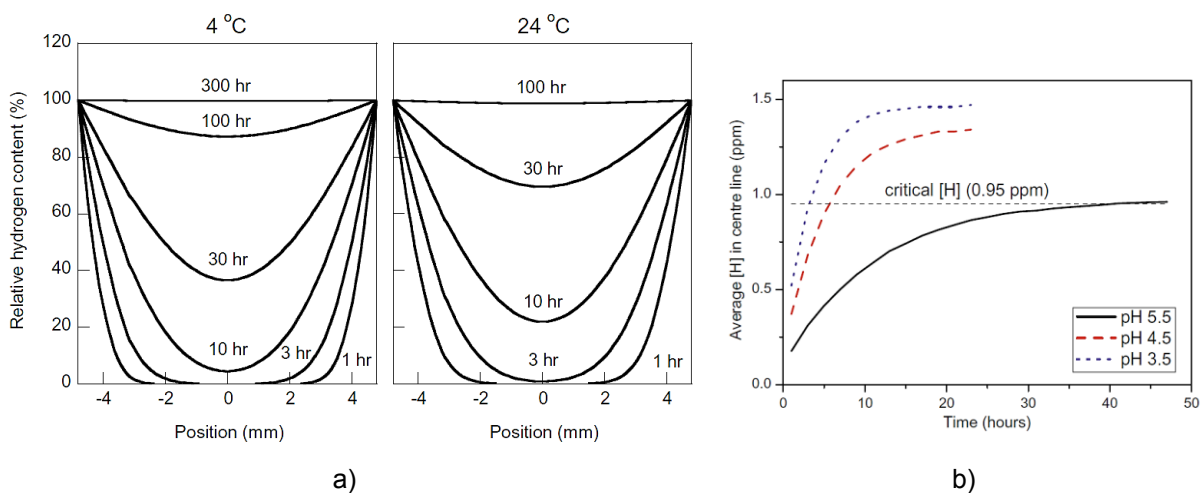 4 °C
24 °C
Relative hydrogen content (%)
120
100
80
60
40
20
0
300 hr
100 hr
30 hr
10 hr
3 hr
1 hr
-4
-2
0
2
4
Position (mm)
100 hr
30 hr
10 hr
3 hr
1 hr
-4
-2
0
2
4
Position (mm)
a)
Average [H] in centre line (ppm)
1.5
1.0
0.5
0.0
critical [H] (0.95 ppm)
pH 5.5
pH 4.5
pH 3.5
0
10
20
30
40
50
Time (hours)
b)